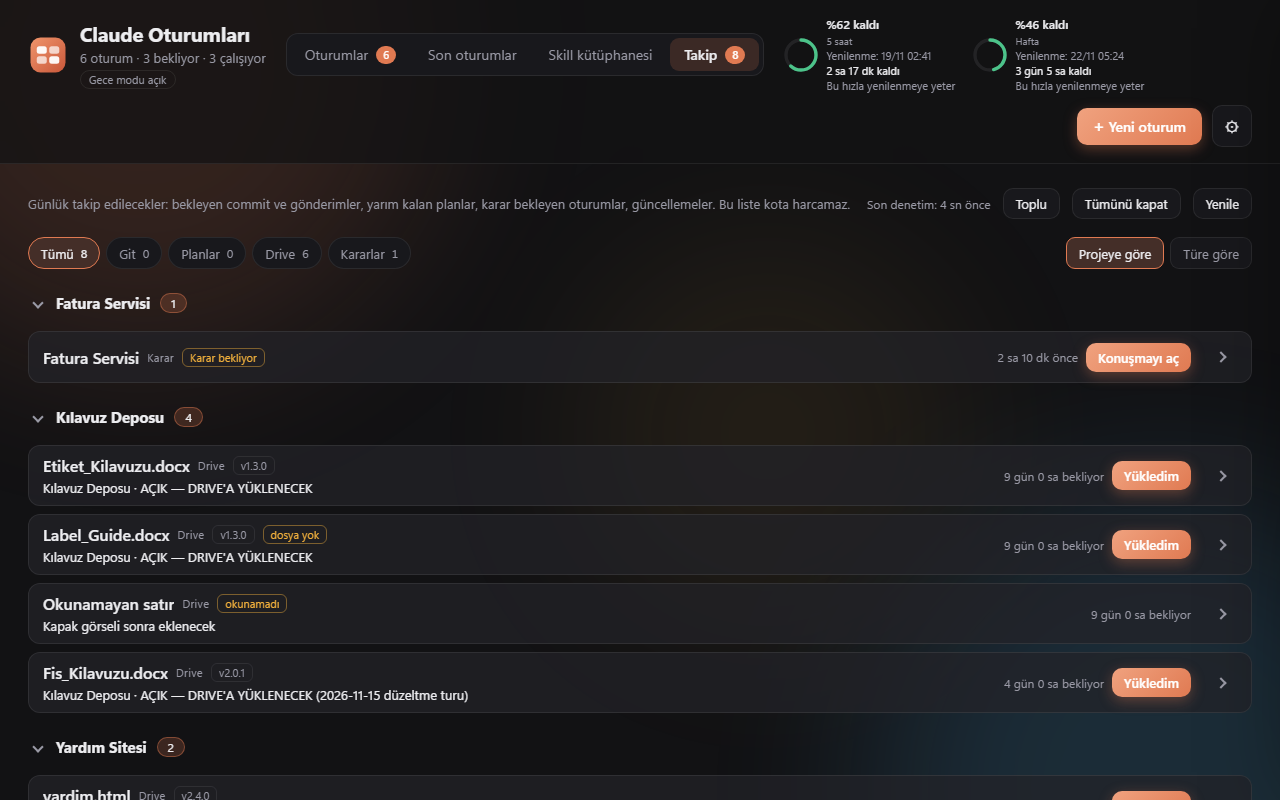 Claude Oturumları
6 oturum · 3 bekliyor · 3 çalışıyor
Gece modu açık
Oturumlar 6
Son oturumlar
Skill kütüphanesi
Takip 8
%62 kaldı
5 saat
Yenilenme: 19/11 02:41
2 sa 17 dk kaldı
Bu hızla yenilenmeye yeter
%46 kaldı
Hafta
Yenilenme: 22/11 05:24
3 gün 5 sa kaldı
Bu hızla yenilenmeye yeter
+ Yeni oturum
Günlük takip edilecekler: bekleyen commit ve gönderimler, yarım kalan planlar, karar bekleyen oturumlar, güncellemeler. Bu liste kota harcamaz.
Son denetim: 4 sn önce
Toplu
Tümünü kapat
Yenile
Tümü 8
Git 0
Planlar 0
Drive 6
Kararlar 1
Projeye göre
Türe göre
Fatura Servisi 1
Fatura Servisi Karar Karar bekliyor
2 sa 10 dk önce
Konuşmayı aç
Kılavuz Deposu 4
Etiket_Kilavuzu.docx Drive v1.3.0
Kılavuz Deposu · AÇIK — DRIVE'A YÜKLENECEK
9 gün 0 sa bekliyor
Yükledim
Label_Guide.docx Drive v1.3.0 dosya yok
Kılavuz Deposu · AÇIK — DRIVE'A YÜKLENECEK
9 gün 0 sa bekliyor
Yükledim
Okunamayan satır Drive okunamadı
Kapak görseli sonra eklenecek
9 gün 0 sa bekliyor
Fis_Kilavuzu.docx Drive v2.0.1
Kılavuz Deposu · AÇIK — DRIVE'A YÜKLENECEK (2026-11-15 düzeltme turu)
4 gün 0 sa bekliyor
Yükledim
Yardım Sitesi 2
yardim.html Drive v2.4.0